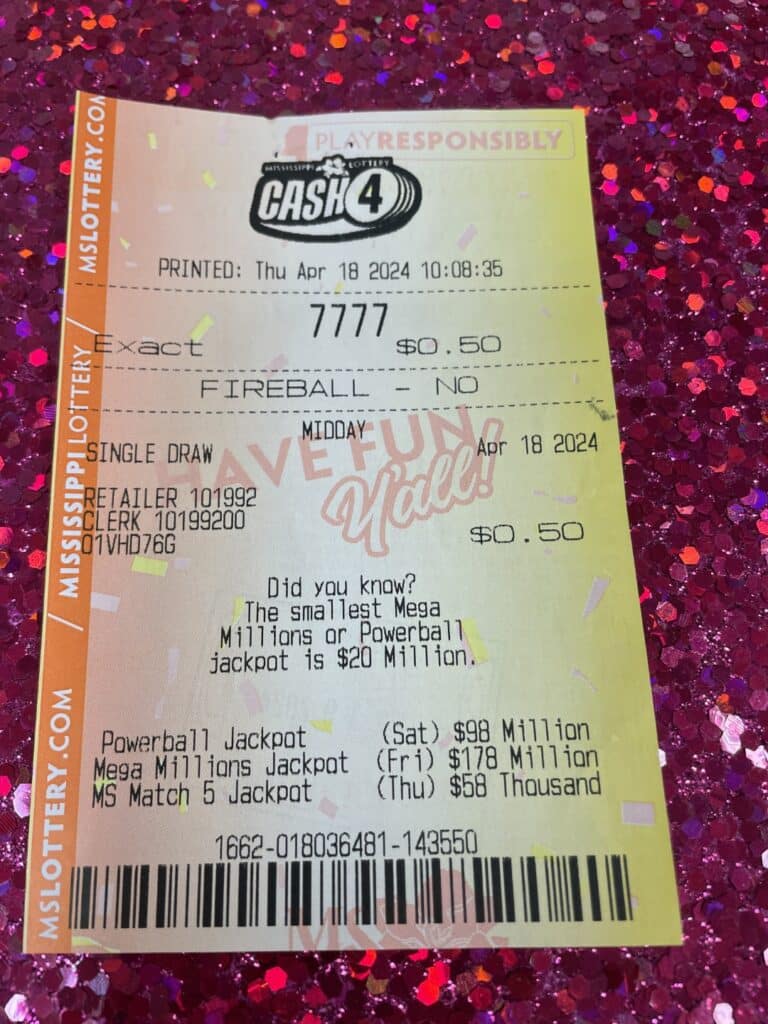 PLAYRESPONSIBLY
MISSISSIPPI LOTTERY
CASH 4
PRINTED: Thu Apr 18 2024 10:08:35
7777
Exact $0.50
FIREBALL - NO
MIDDAY
SINGLE DRAW Apr 18 2024
HAVE FUN
Y'all!
RETAILER 101992
CLERK 10199200
01VHD76G $0.50
Did you know?
The smallest Mega
Millions or Powerball
jackpot is $20 Million.
Powerball Jackpot (Sat) $98 Million
Mega Millions Jackpot (Fri) $178 Million
MS Match 5 Jackpot (Thu) $58 Thousand
1662-018036481-143550
MSLOTTERY.COM / MISSISSIPPI LOTTERY / MSLOTTERY.COM
MS